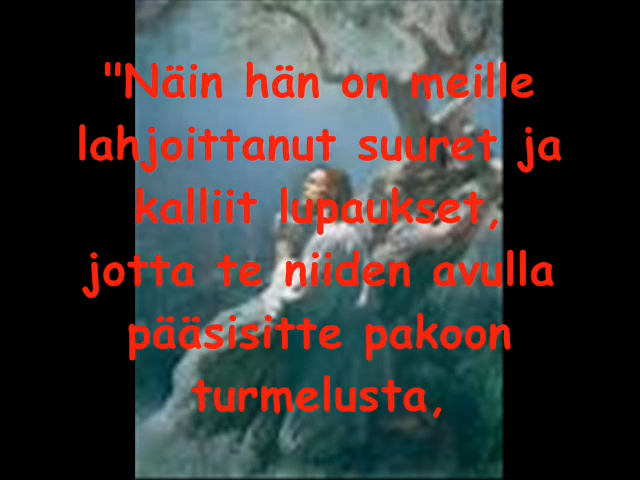 "Näin hän on meille
lahjoittanut suuret ja
kalliit lupaukset,
jotta te niiden avulla
pääsisitte pakoon
turmelusta,